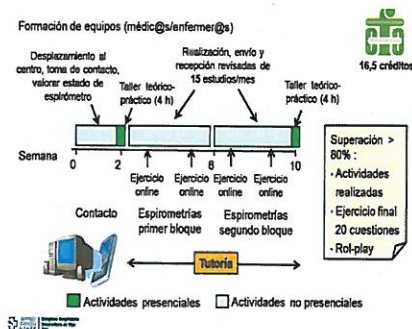 Formación de equipos (médic@s/enfermer@s)
Desplazamiento al
centro, toma de contacto,
valorar estado de
espirómetro
Taller teórico-
práctico (4 h)
Realización, envío y
recepción revisadas de
15 estudios/mes
Taller teórico-
práctico (4 h)
16,5 créditos
Semana
0
2
6
10
Ejercicio
online
Ejercicio
online
Ejercicio
online
Ejercicio
online
Contacto
Espirometrías
primer bloque
Espirometrías
segundo bloque
Tutoría
Superación >
80% :
- Actividades
realizadas
- Ejercicio final
20 cuestiones
- Rol-play
Actividades presenciales
Actividades no presenciales